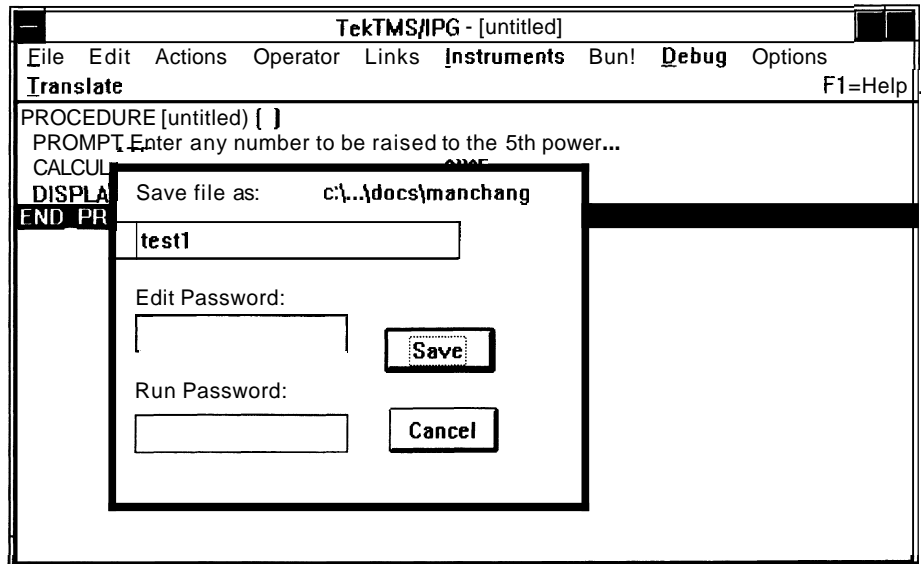 TekTMS/IPG - [untitled]
File Edit Actions Operator Links Instruments Bun! Debug Options
Translate F1=Help
PROCEDURE [untitled) [ ]
PROMPT Enter any number to be raised to the 5th power...
CALCUL
DISPLA
END PR
Save file as: c:\...\docs\manchang
test1
Edit Password:
Save
Run Password:
Cancel